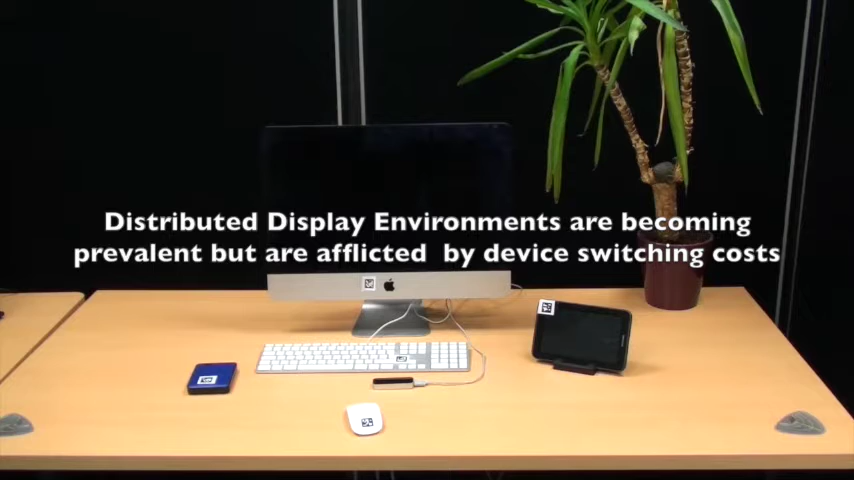 Distributed Display Environments are becoming
prevalent but are afflicted by device switching costs